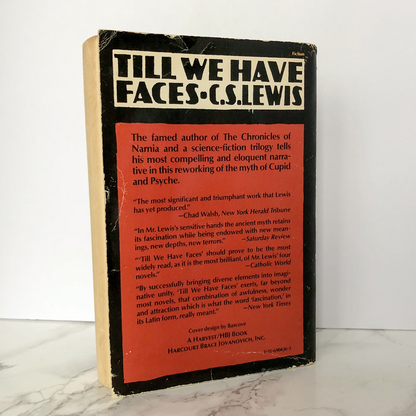 Fiction
TILL WE HAVE
FACES•C.S.LEWIS
The famed author of The Chronicles of
Narnia and a science-fiction trilogy tells
his most compelling and eloquent narra-
tive in this reworking of the myth of Cupid
and Psyche.
"The most significant and triumphant work that Lewis
has yet produced."
—Chad Walsh, New York Herald Tribune
"In Mr. Lewis's sensitive hands the ancient myth retains
its fascination while being endowed with new mean-
ings, new depths, new terrors."—Saturday Review
"'Till We Have Faces' should prove to be the most
widely read, as it is the most brilliant, of Mr. Lewis' four
novels."
—Catholic World
"By successfully bringing diverse elements into imagi-
native unity, 'Till We Have Faces' exerts, far beyond
most novels, that combination of awfulness, wonder
and attraction which is what the word 'fascination,' in
its Latin form, really meant."
—New York Times
Cover design by Bascove
A HARVEST/HBJ BOOK
HARCOURT BRACE JOVANOVICH, INC.